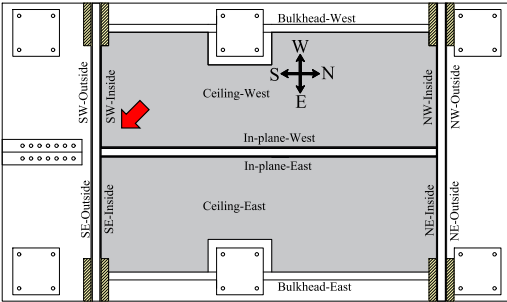 Bulkhead-West
W
S
N
E
SW-Outside
SW-Inside
Ceiling-West
NW-Inside
NW-Outside
In-plane-West
In-plane-East
SE-Outside
SE-Inside
Ceiling-East
NE-Inside
NE-Outside
Bulkhead-East